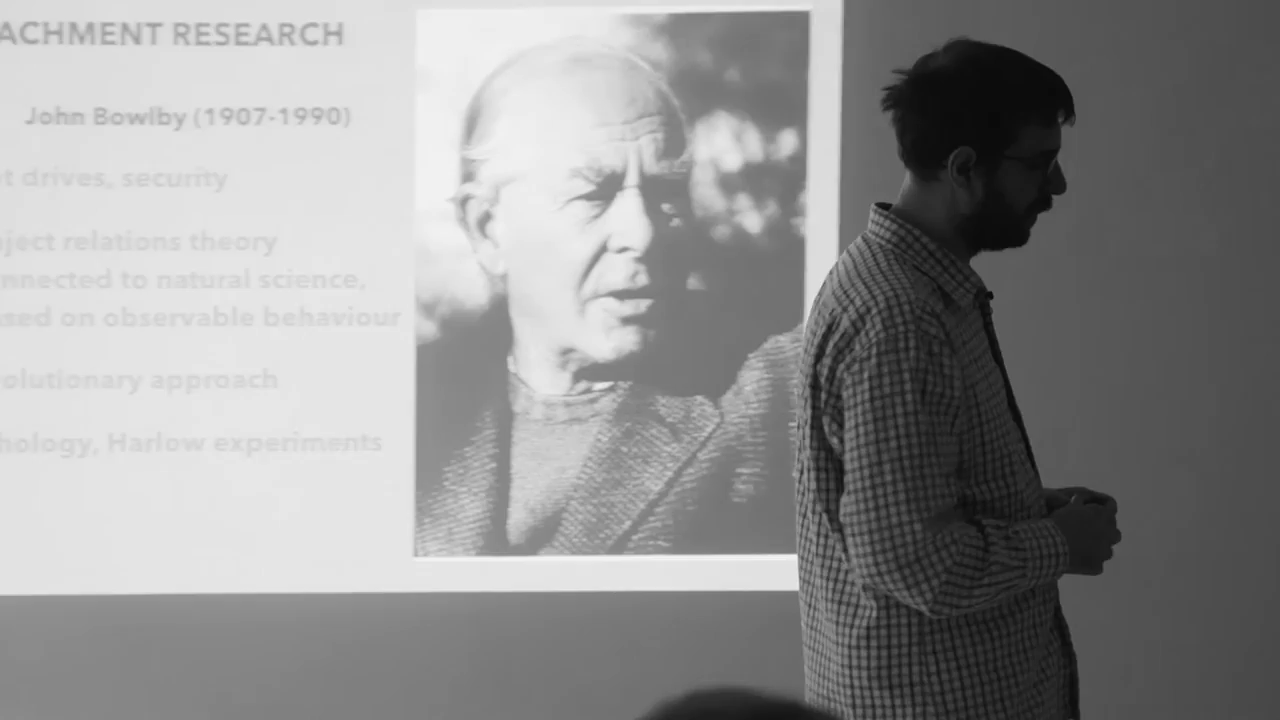 ACHMENT RESEARCH
John Bowlby (1907-1990)
t drives, security
ject relations theory
nnected to natural science,
sed on observable behaviour
olutionary approach
hology, Harlow experiments